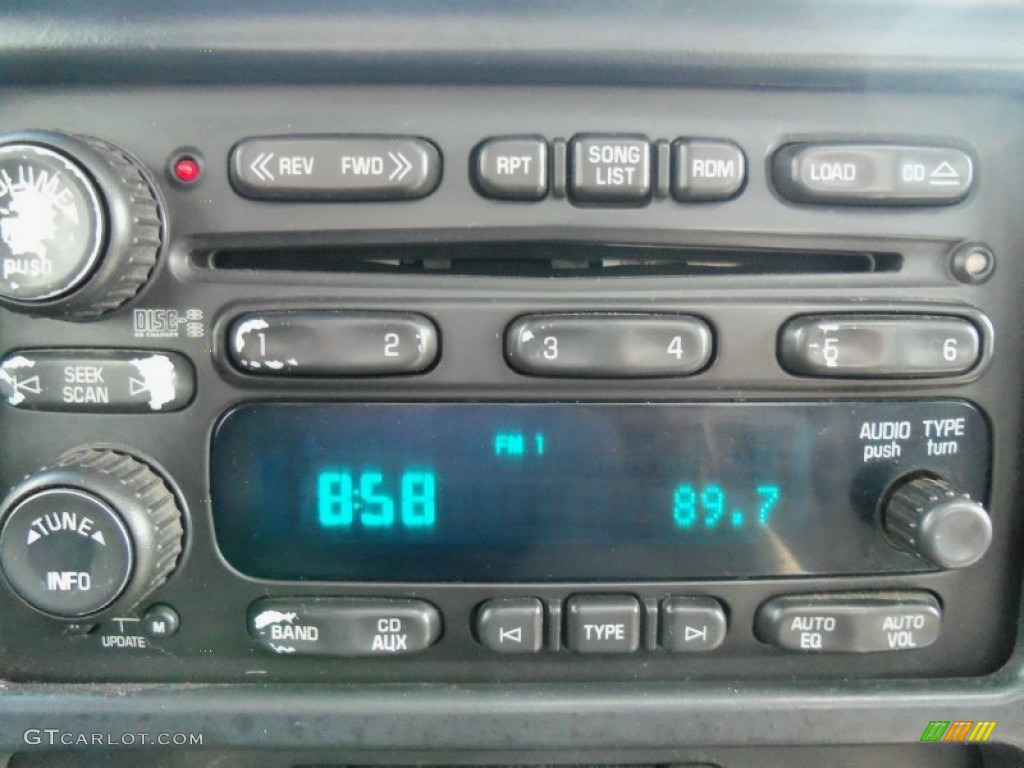 VOLUME
push
REV FWD
RPT
SONG
LIST
RDM
LOAD CD
DISC
1 2
3 4
5 6
SEEK
SCAN
FM 1
8:58
89.7
AUDIO TYPE
push turn
TUNE
INFO
UPDATE M
BAND
CD
AUX
TYPE
AUTO
EQ
AUTO
VOL
GTCARLOT.COM